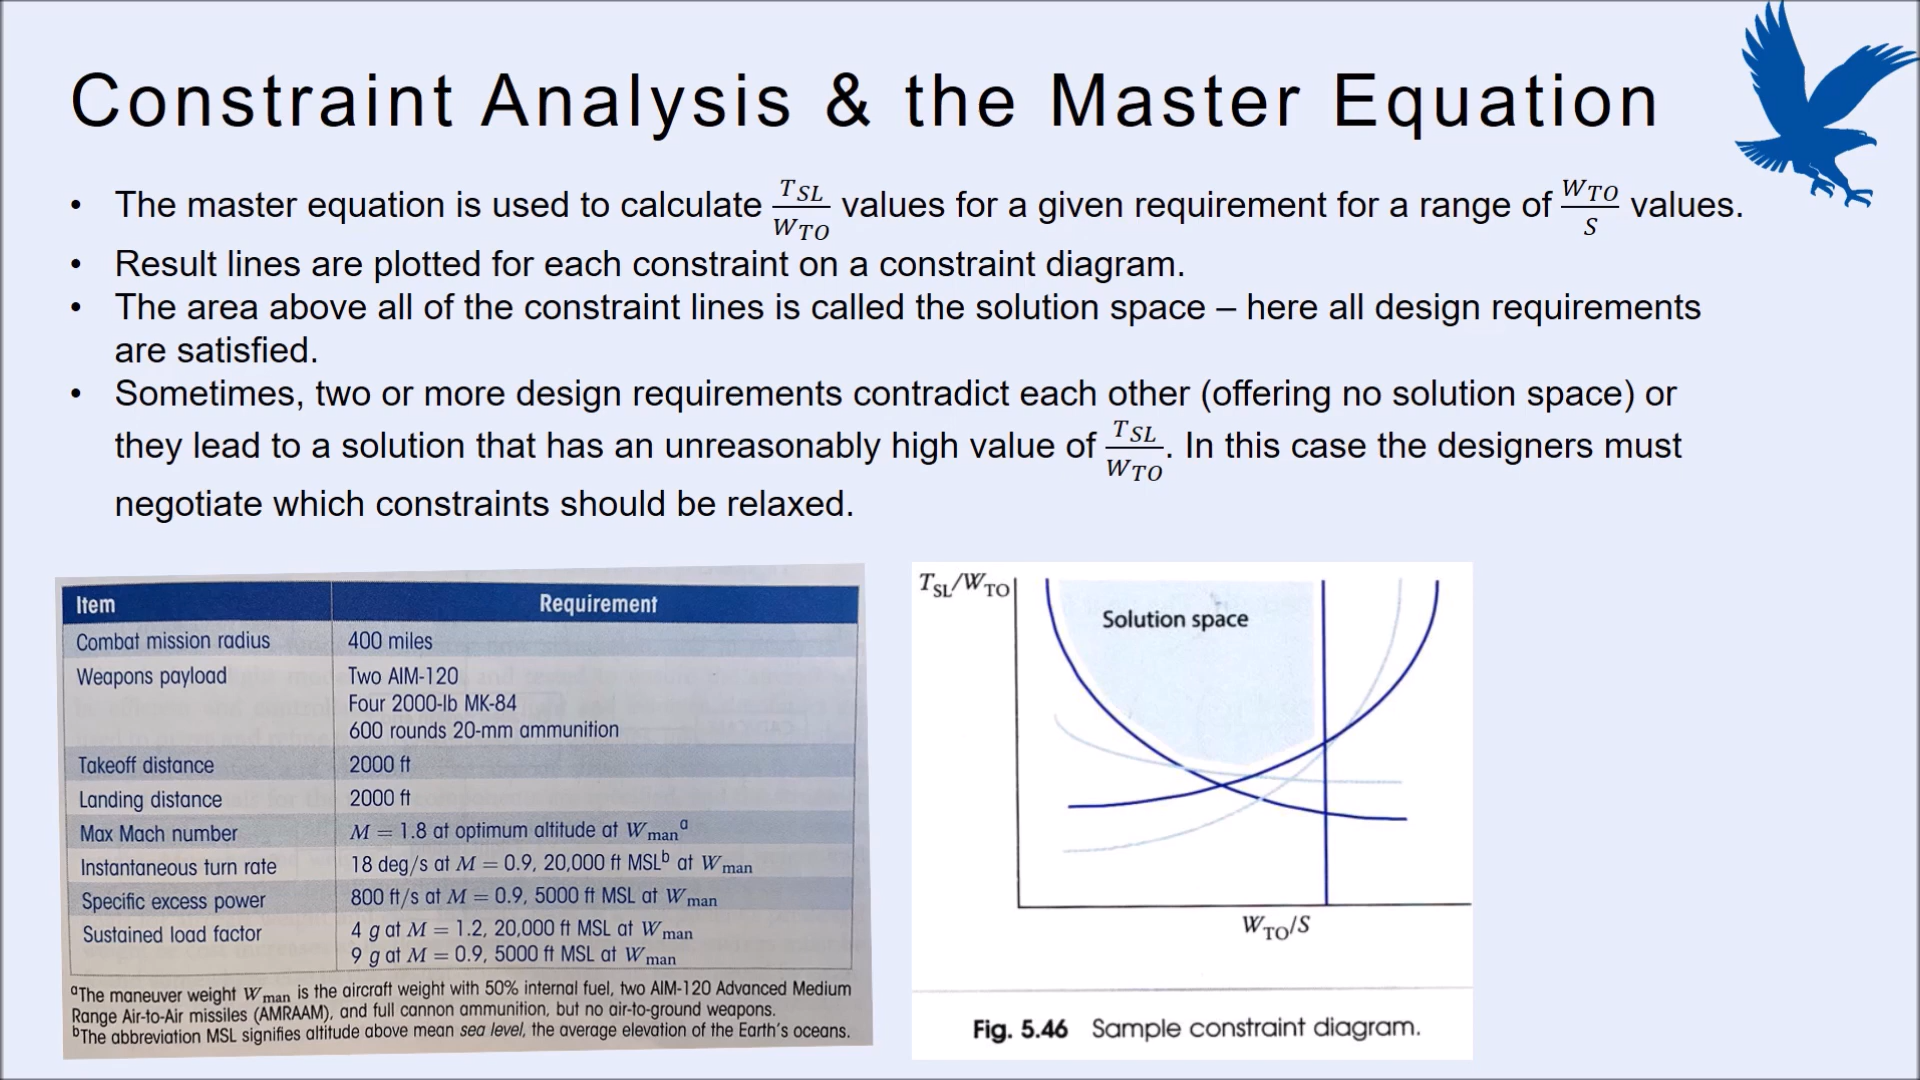 Constraint Analysis & the Master Equation
• The master equation is used to calculate T_SL/W_TO values for a given requirement for a range of W_TO/S values.
• Result lines are plotted for each constraint on a constraint diagram.
• The area above all of the constraint lines is called the solution space – here all design requirements
are satisfied.
• Sometimes, two or more design requirements contradict each other (offering no solution space) or
they lead to a solution that has an unreasonably high value of T_SL/W_TO. In this case the designers must
negotiate which constraints should be relaxed.
Item Requirement
Combat mission radius 400 miles
Weapons payload Two AIM-120
Four 2000-lb MK-84
600 rounds 20-mm ammunition
Takeoff distance 2000 ft
Landing distance 2000 ft
Max Mach number M = 1.8 at optimum altitude at W_man^a
Instantaneous turn rate 18 deg/s at M = 0.9, 20,000 ft MSL^b at W_man
Specific excess power 800 ft/s at M = 0.9, 5000 ft MSL at W_man
Sustained load factor 4 g at M = 1.2, 20,000 ft MSL at W_man
9 g at M = 0.9, 5000 ft MSL at W_man
^aThe maneuver weight W_man is the aircraft weight with 50% internal fuel, two AIM-120 Advanced Medium
Range Air-to-Air missiles (AMRAAM), and full cannon ammunition, but no air-to-ground weapons.
^bThe abbreviation MSL signifies altitude above mean sea level, the average elevation of the Earth's oceans.
T_SL/W_TO
Solution space
W_TO/S
Fig. 5.46 Sample constraint diagram.